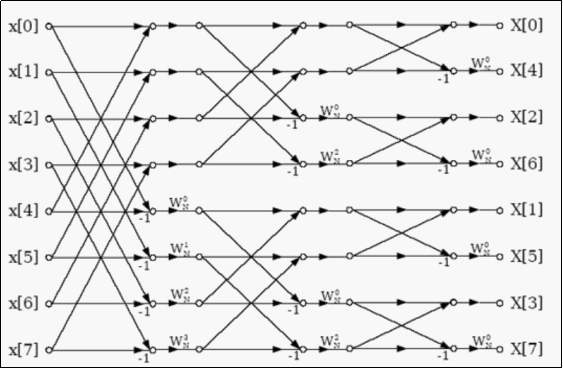 x[0] X[0]
x[1] -1 W_N^0 X[4]
x[2] -1 W_N^0 X[2]
x[3] -1 W_N^2 -1 W_N^0 X[6]
x[4] -1 W_N^0 X[1]
x[5] -1 W_N^1 -1 W_N^0 X[5]
x[6] -1 W_N^2 -1 W_N^0 X[3]
x[7] -1 W_N^3 -1 W_N^2 -1 W_N^0 X[7]